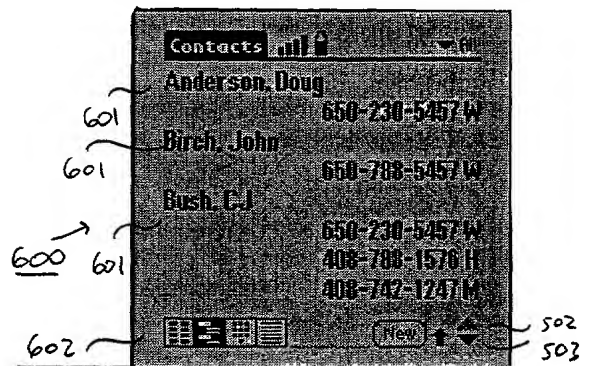 Contacts All
Anderson, Doug
601
650-230-5457 W
Birch, John
601
650-788-5457 W
Bush, CJ
650-230-5457 W
600 601
408-788-1576 H
408-742-1247 M
602 New 502
503